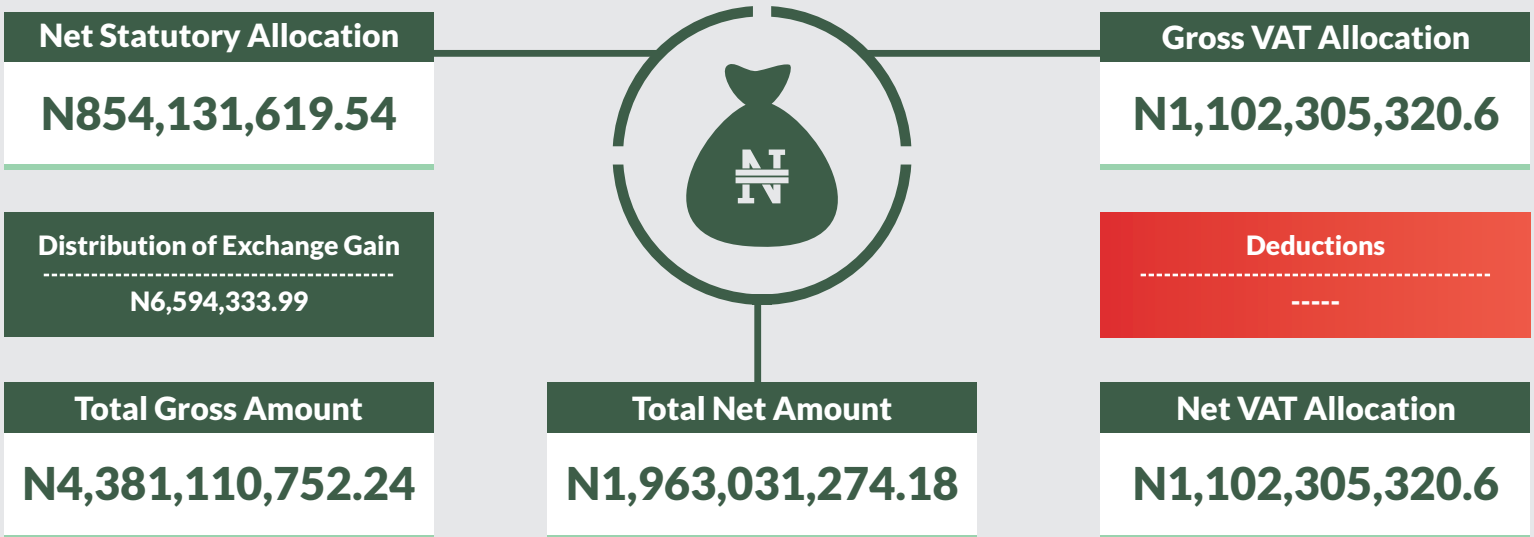 Net Statutory Allocation
N854,131,619.54
Gross VAT Allocation
N1,102,305,320.6
₦
Distribution of Exchange Gain
N6,594,333.99
Deductions
-----
Total Gross Amount
N4,381,110,752.24
Total Net Amount
N1,963,031,274.18
Net VAT Allocation
N1,102,305,320.6